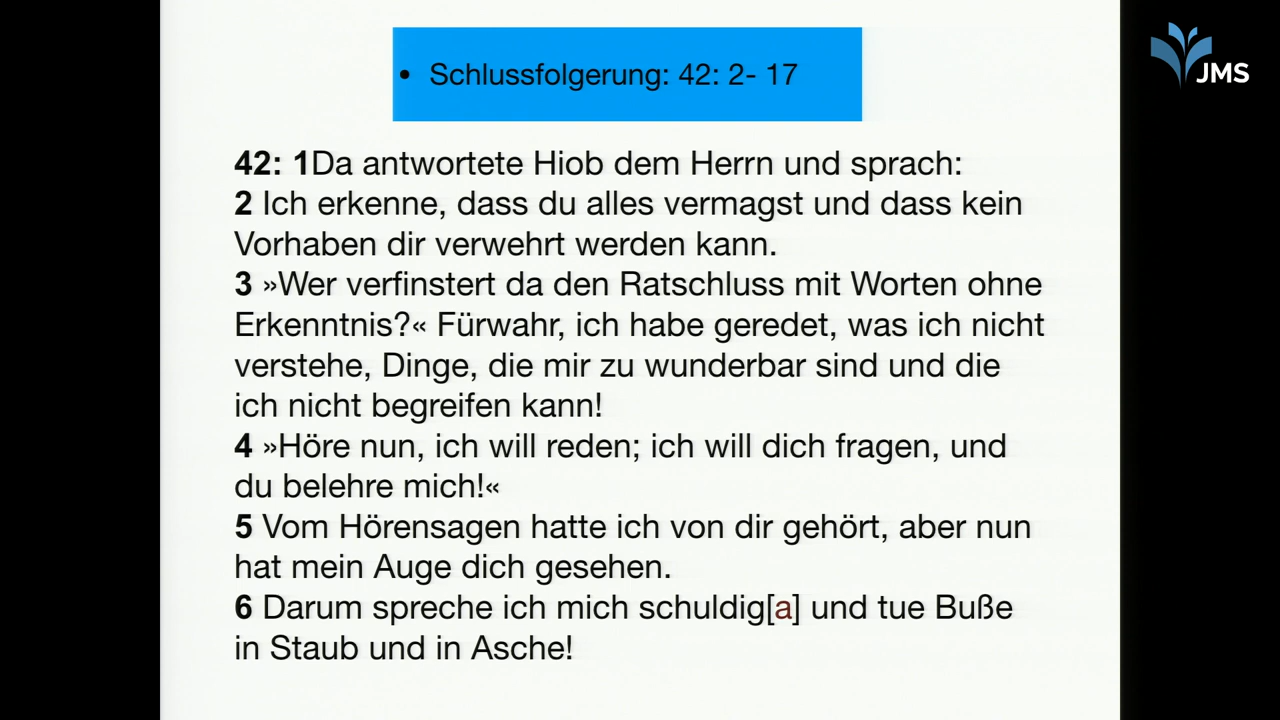 • Schlussfolgerung: 42: 2- 17
JMS
42: 1Da antwortete Hiob dem Herrn und sprach:
2 Ich erkenne, dass du alles vermagst und dass kein
Vorhaben dir verwehrt werden kann.
3 »Wer verfinstert da den Ratschluss mit Worten ohne
Erkenntnis?« Fürwahr, ich habe geredet, was ich nicht
verstehe, Dinge, die mir zu wunderbar sind und die
ich nicht begreifen kann!
4 »Höre nun, ich will reden; ich will dich fragen, und
du belehre mich!«
5 Vom Hörensagen hatte ich von dir gehört, aber nun
hat mein Auge dich gesehen.
6 Darum spreche ich mich schuldig[a] und tue Buße
in Staub und in Asche!